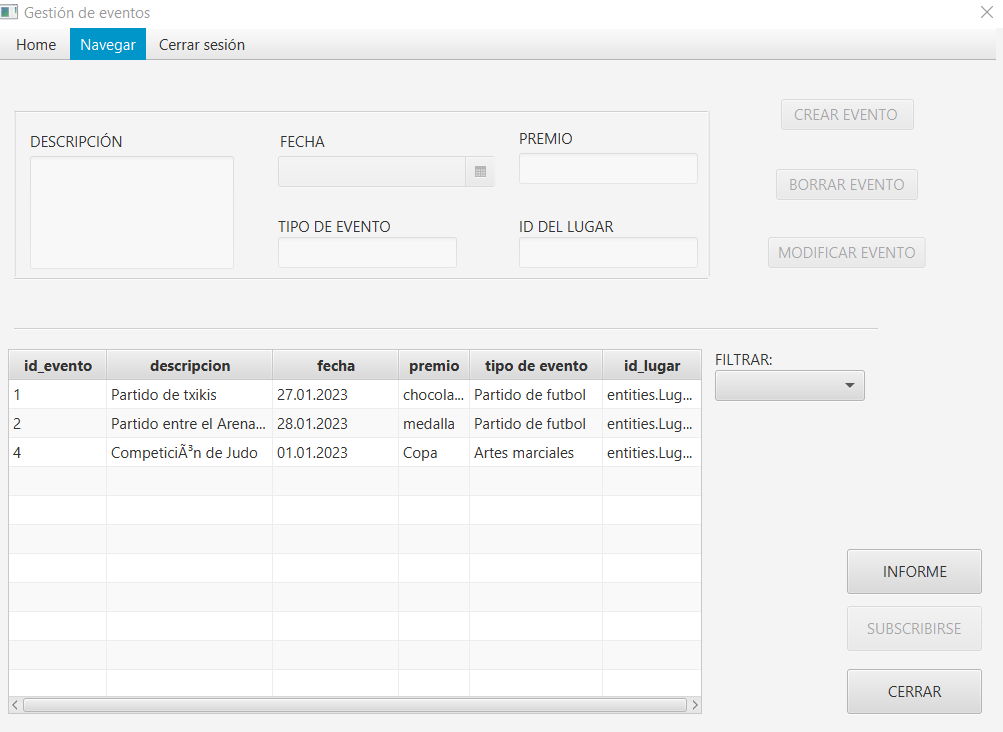 Gestión de eventos
Home Navegar Cerrar sesión
CREAR EVENTO
DESCRIPCIÓN FECHA PREMIO
BORRAR EVENTO
TIPO DE EVENTO ID DEL LUGAR
MODIFICAR EVENTO
id_evento descripcion fecha premio tipo de evento id_lugar
FILTRAR:
1 Partido de txikis 27.01.2023 chocola... Partido de futbol entities.Lug...
2 Partido entre el Arena... 28.01.2023 medalla Partido de futbol entities.Lug...
4 CompeticiÃ³n de Judo 01.01.2023 Copa Artes marciales entities.Lug...
INFORME
SUBSCRIBIRSE
CERRAR